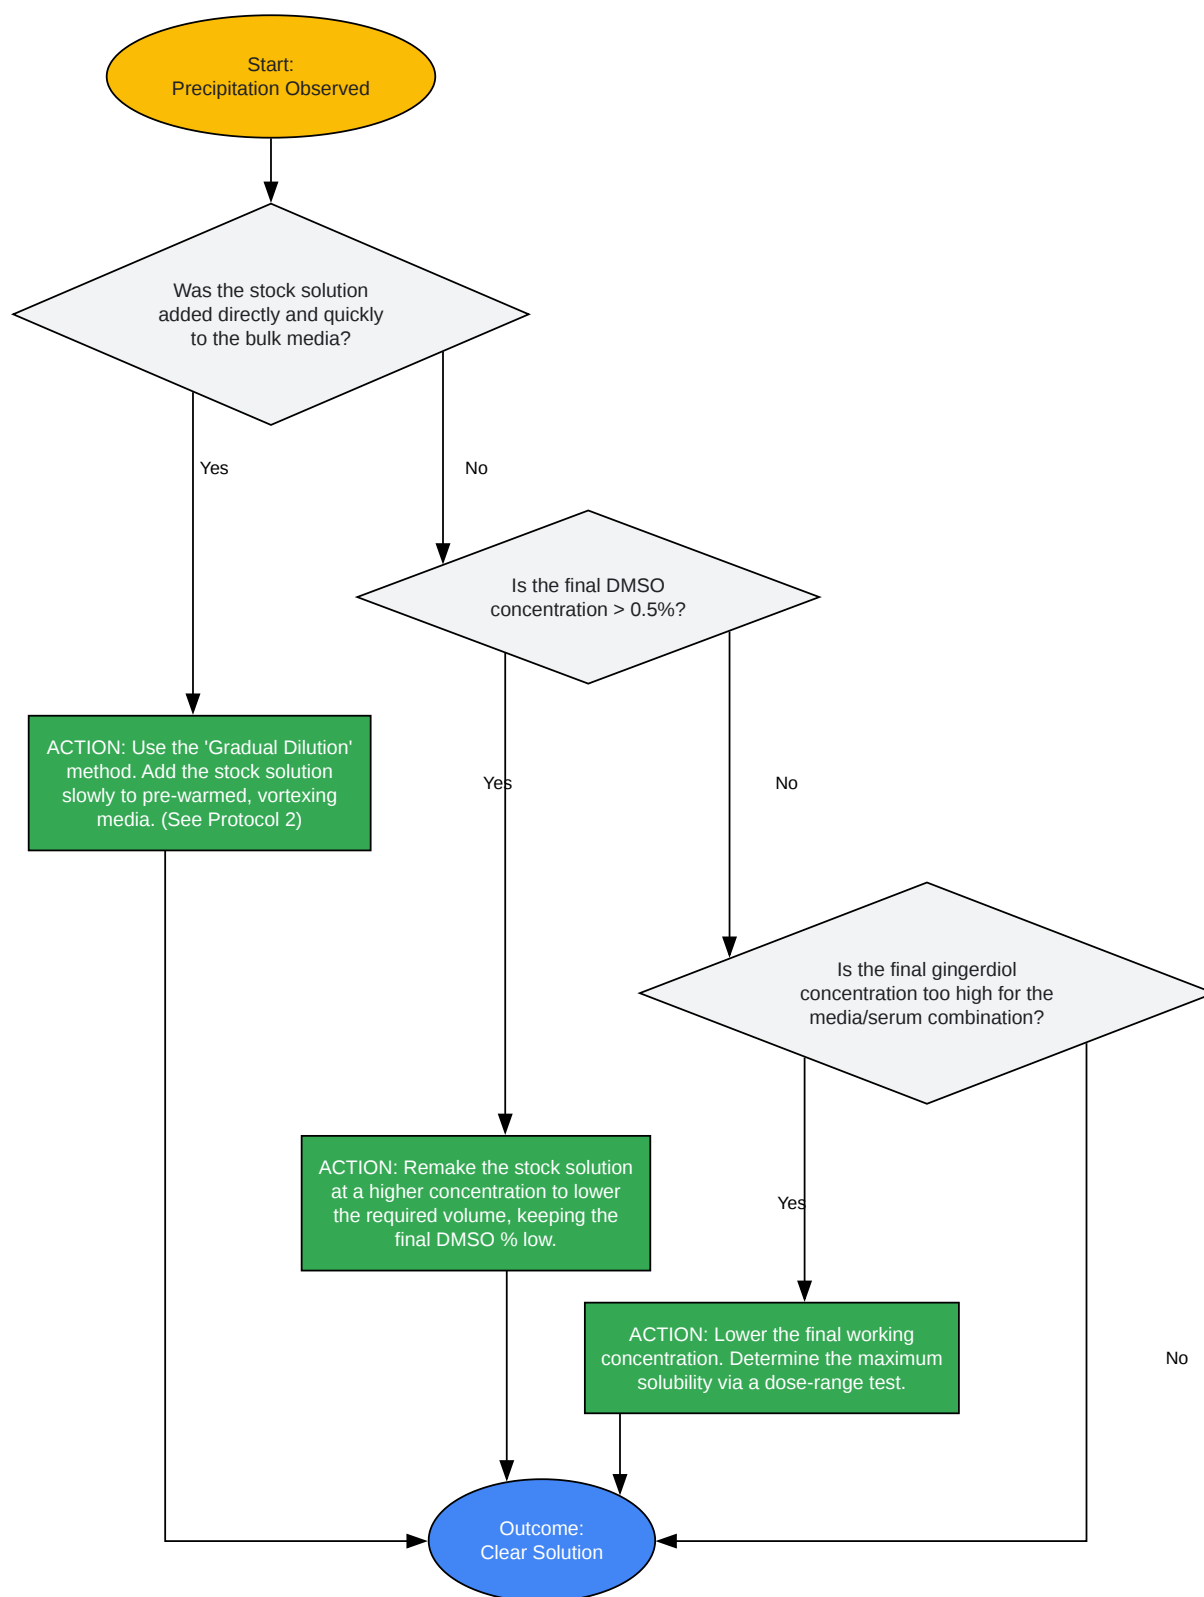 Start:
Precipitation Observed
Was the stock solution
added directly and quickly
to the bulk media?
Yes
No
Is the final DMSO
concentration > 0.5%?
ACTION: Use the 'Gradual Dilution'
method. Add the stock solution
slowly to pre-warmed, vortexing
media. (See Protocol 2)
Yes
No
Is the final gingerdiol
concentration too high for the
media/serum combination?
ACTION: Remake the stock solution
at a higher concentration to lower
the required volume, keeping the
final DMSO % low.
Yes
No
ACTION: Lower the final working
concentration. Determine the maximum
solubility via a dose-range test.
Outcome:
Clear Solution